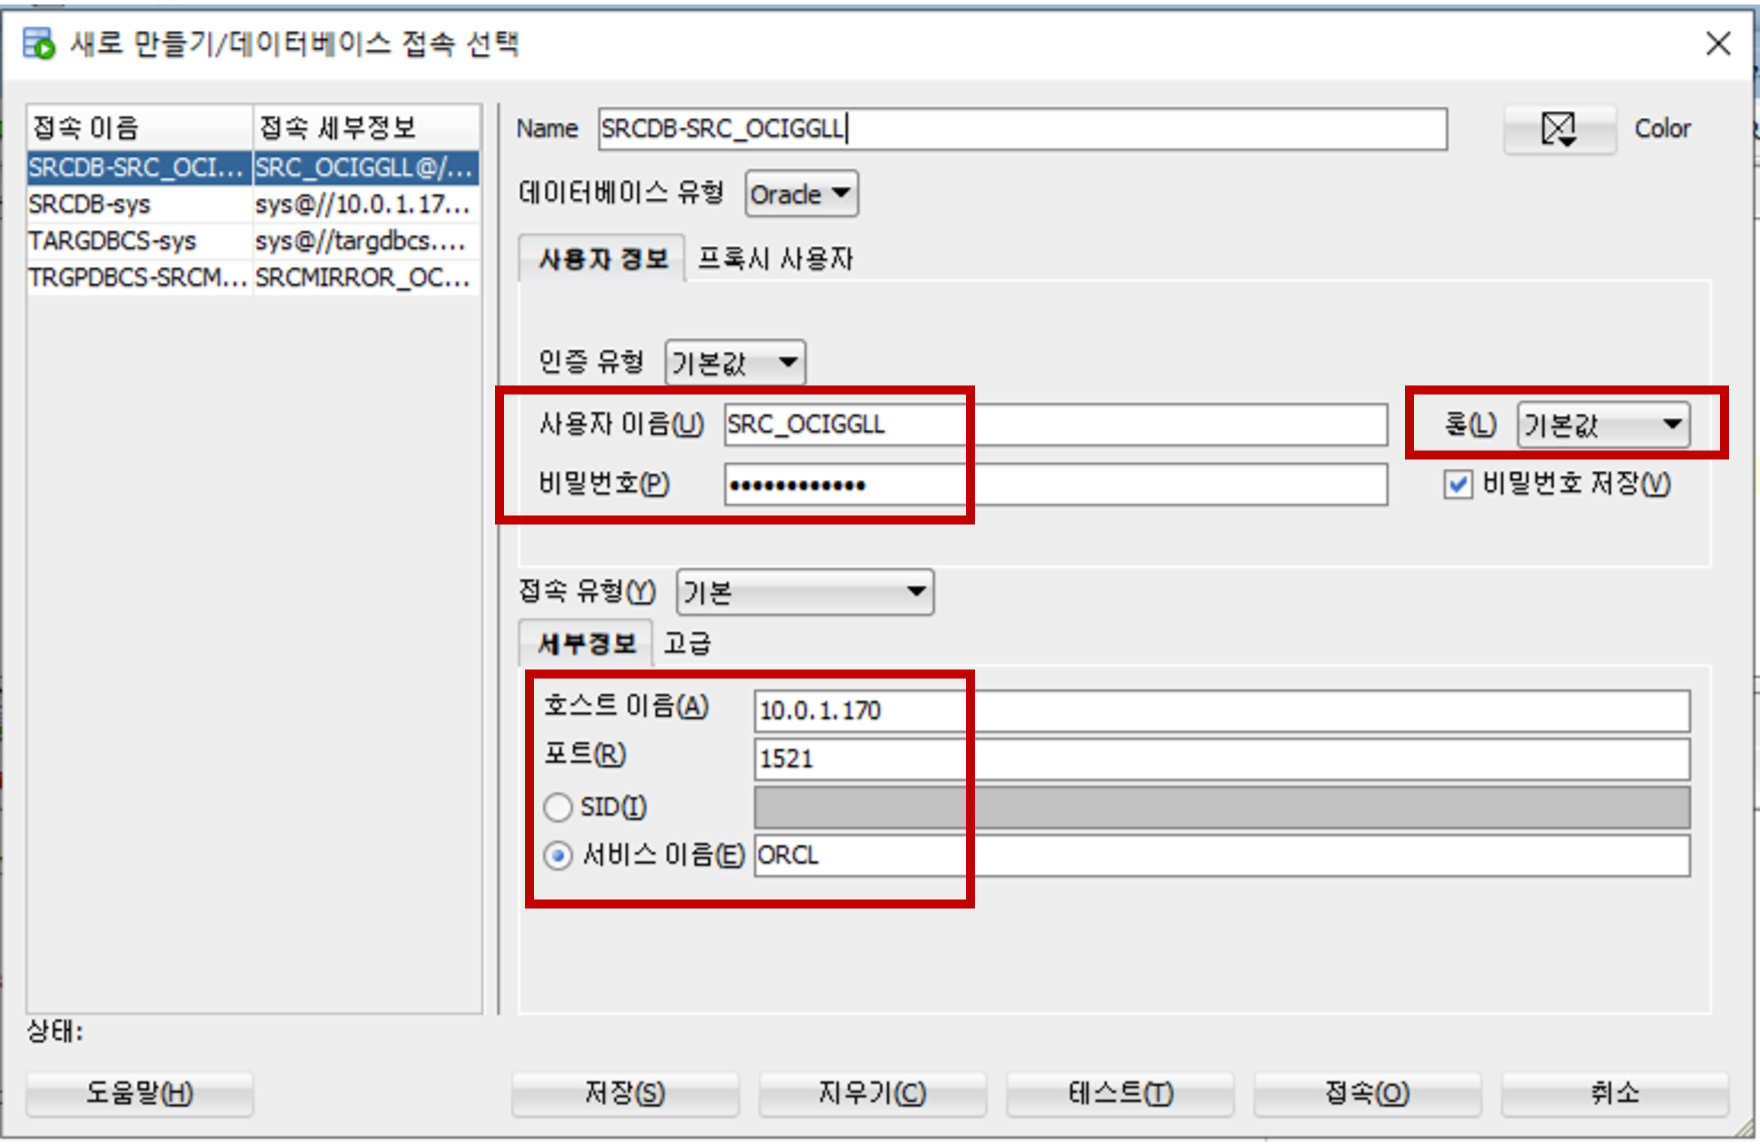 새로 만들기/데이터베이스 접속 선택
접속 이름 접속 세부정보
SRCDB-SRC_OCI... SRC_OCIGGLL@/...
SRCDB-sys sys@//10.0.1.17...
TARGDBCS-sys sys@//targdbcs....
TRGPDBCS-SRCM... SRCMIRROR_OC...
상태:
Name SRCDB-SRC_OCIGGLL Color
데이터베이스 유형 Oracle
사용자 정보 프록시 사용자
인증 유형 기본값
사용자 이름(U) SRC_OCIGGLL 롤(L) 기본값
비밀번호(P) •••••••••••• 비밀번호 저장(V)
접속 유형(Y) 기본
세부정보 고급
호스트 이름(A) 10.0.1.170
포트(R) 1521
SID(I)
서비스 이름(E) ORCL
도움말(H) 저장(S) 지우기(C) 테스트(T) 접속(O) 취소